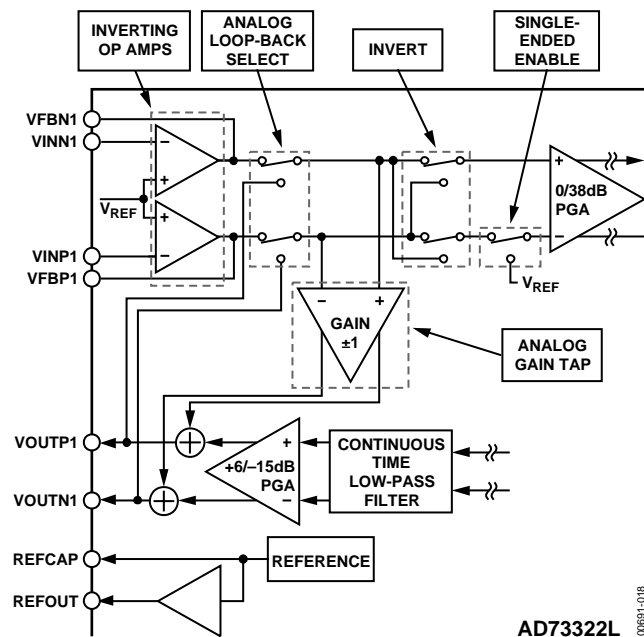 INVERTING
OP AMPS
ANALOG
LOOP-BACK
SELECT
INVERT
SINGLE-
ENDED
ENABLE
VFBN1
VINN1
VREF
VINP1
VFBP1
–
+
+
–
+
–
0/38dB
PGA
VREF
–
+
GAIN
±1
ANALOG
GAIN TAP
VOUTP1
VOUTN1
+
+
+
–
+6/–15dB
PGA
CONTINUOUS
TIME
LOW-PASS
FILTER
REFCAP
REFOUT
REFERENCE
AD73322L
00691-018